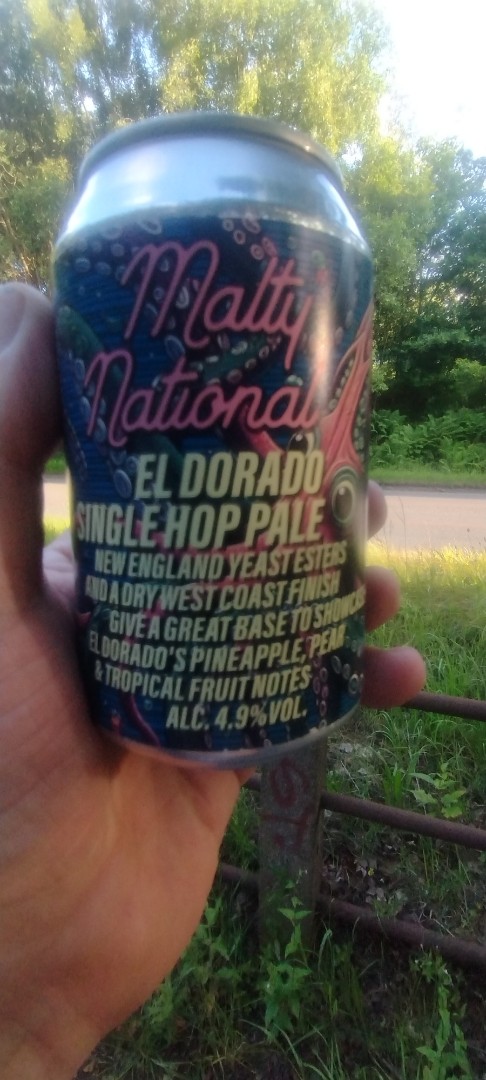 Malty
National
EL DORADO
SINGLE HOP PALE
NEW ENGLAND YEAST ESTERS
AND A DRY WEST COAST FINISH
GIVE A GREAT BASE TO SHOWCASE
EL DORADO'S PINEAPPLE, PEAR
& TROPICAL FRUIT NOTES
ALC. 4.9% VOL.